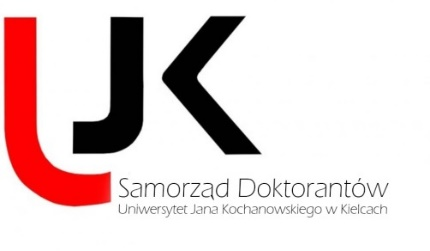 UJK
Samorząd Doktorantów
Uniwersytet Jana Kochanowskiego w Kielcach